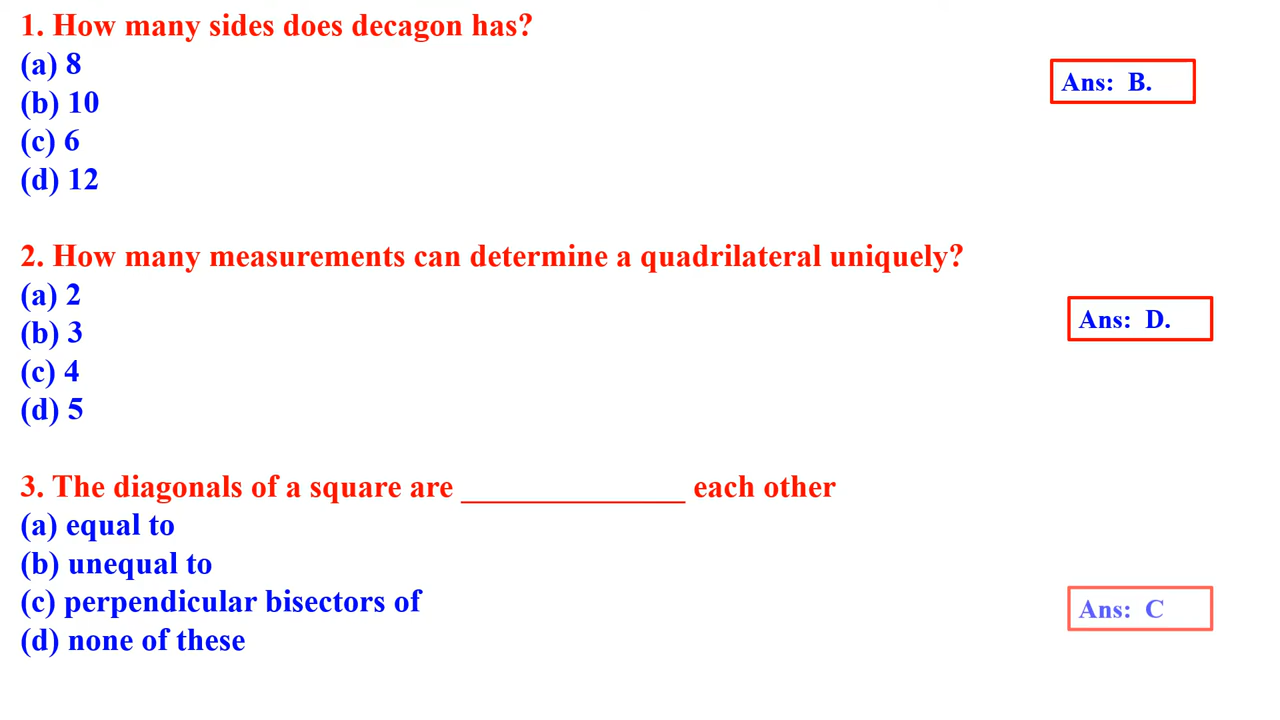 1. How many sides does decagon has?
(a) 8
Ans: B.
(b) 10
(c) 6
(d) 12
2. How many measurements can determine a quadrilateral uniquely?
(a) 2
Ans: D.
(b) 3
(c) 4
(d) 5
3. The diagonals of a square are ______________ each other
(a) equal to
(b) unequal to
(c) perpendicular bisectors of
Ans: C
(d) none of these